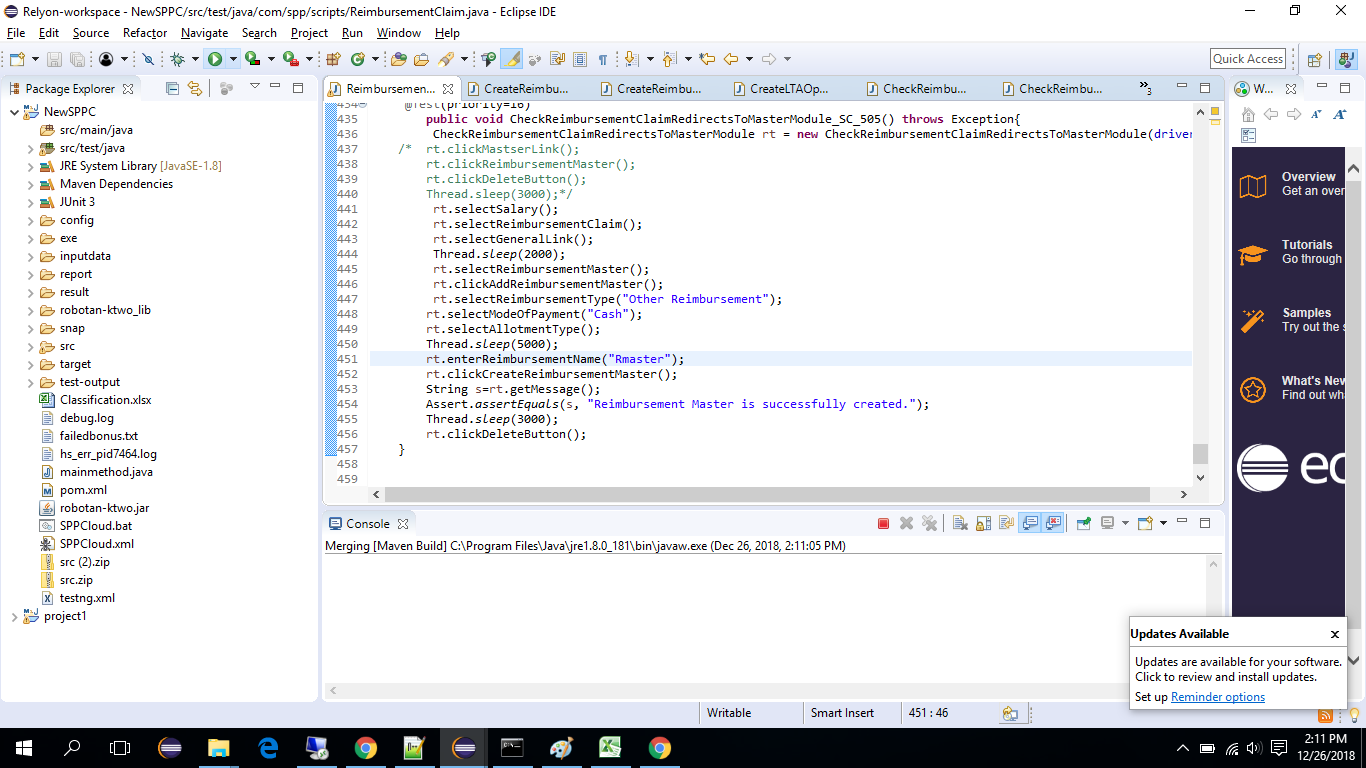 Relyon-workspace - NewSPPC/src/test/java/com/spp/scripts/ReimbursementClaim.java - Eclipse IDE
File Edit Source Refactor Navigate Search Project Run Window Help
Quick Access
Package Explorer
NewSPPC
src/main/java
src/test/java
JRE System Library [JavaSE-1.8]
Maven Dependencies
JUnit 3
config
exe
inputdata
report
result
robotan-ktwo_lib
snap
src
target
test-output
Classification.xlsx
debug.log
failedbonus.txt
hs_err_pid7464.log
mainmethod.java
pom.xml
robotan-ktwo.jar
SPPCloud.bat
SPPCloud.xml
src (2).zip
src.zip
testng.xml
project1
Reimbursemen... CreateReimbu... CreateReimbu... CreateLTAOp... CheckReimbu... CheckReimbu... »3
434 @Test(priority=16)
435 public void CheckReimbursementClaimRedirectsToMasterModule_SC_505() throws Exception{
436 CheckReimbursementClaimRedirectsToMasterModule rt = new CheckReimbursementClaimRedirectsToMasterModule(driver
437 /* rt.clickMastserLink();
438 rt.clickReimbursementMaster();
439 rt.clickDeleteButton();
440 Thread.sleep(3000);*/
441 rt.selectSalary();
442 rt.selectReimbursementClaim();
443 rt.selectGeneralLink();
444 Thread.sleep(2000);
445 rt.selectReimbursementMaster();
446 rt.clickAddReimbursementMaster();
447 rt.selectReimbursementType("Other Reimbursement");
448 rt.selectModeOfPayment("Cash");
449 rt.selectAllotmentType();
450 Thread.sleep(5000);
451 rt.enterReimbursementName("Rmaster");
452 rt.clickCreateReimbursementMaster();
453 String s=rt.getMessage();
454 Assert.assertEquals(s, "Reimbursement Master is successfully created.");
455 Thread.sleep(3000);
456 rt.clickDeleteButton();
457 }
458
459
Console
Merging [Maven Build] C:\Program Files\Java\jre1.8.0_181\bin\javaw.exe (Dec 26, 2018, 2:11:05 PM)
W...
Overview
Get an over
Tutorials
Go through
Samples
Try out the s
What's New
Find out wh
ec
Updates Available x
Updates are available for your software.
Click to review and install updates.
Set up Reminder options
Writable Smart Insert 451 : 46
2:11 PM
12/26/2018